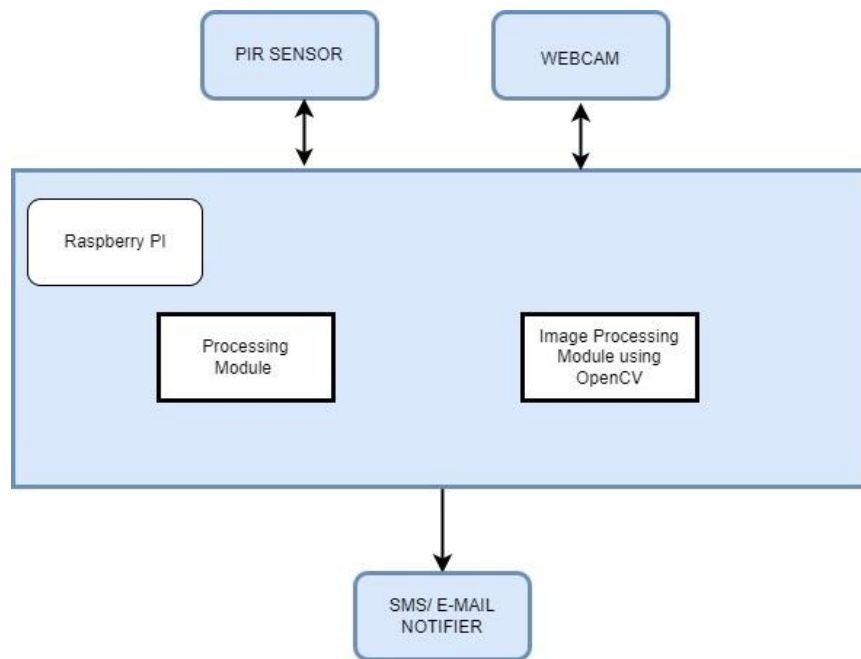 PIR SENSOR
WEBCAM
Raspberry PI
Processing
Module
Image Processing
Module using
OpenCV
SMS/ E-MAIL
NOTIFIER